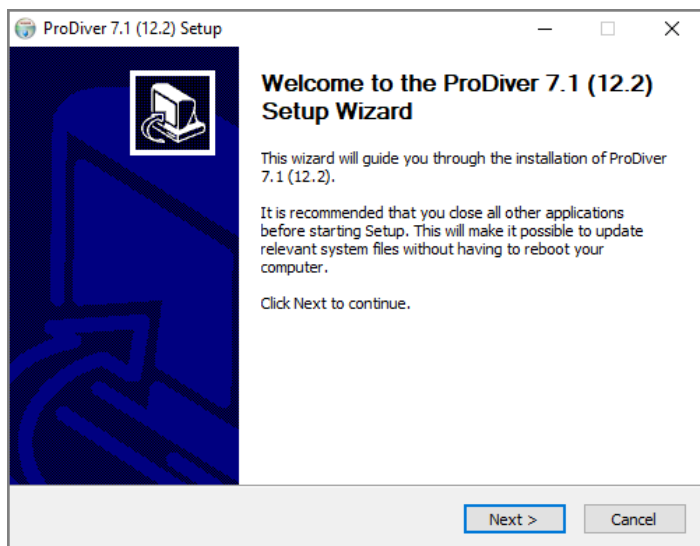 ProDiver 7.1 (12.2) Setup
Welcome to the ProDiver 7.1 (12.2)
Setup Wizard
This wizard will guide you through the installation of ProDiver
7.1 (12.2).
It is recommended that you close all other applications
before starting Setup. This will make it possible to update
relevant system files without having to reboot your
computer.
Click Next to continue.
Next >
Cancel